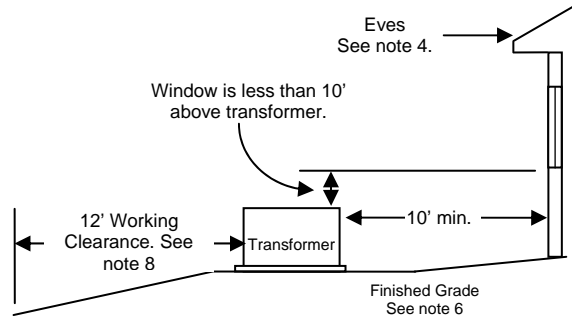 Eves
See note 4.
Window is less than 10’
above transformer.
12’ Working
Clearance. See
note 8
Transformer
10’ min.
Finished Grade
See note 6